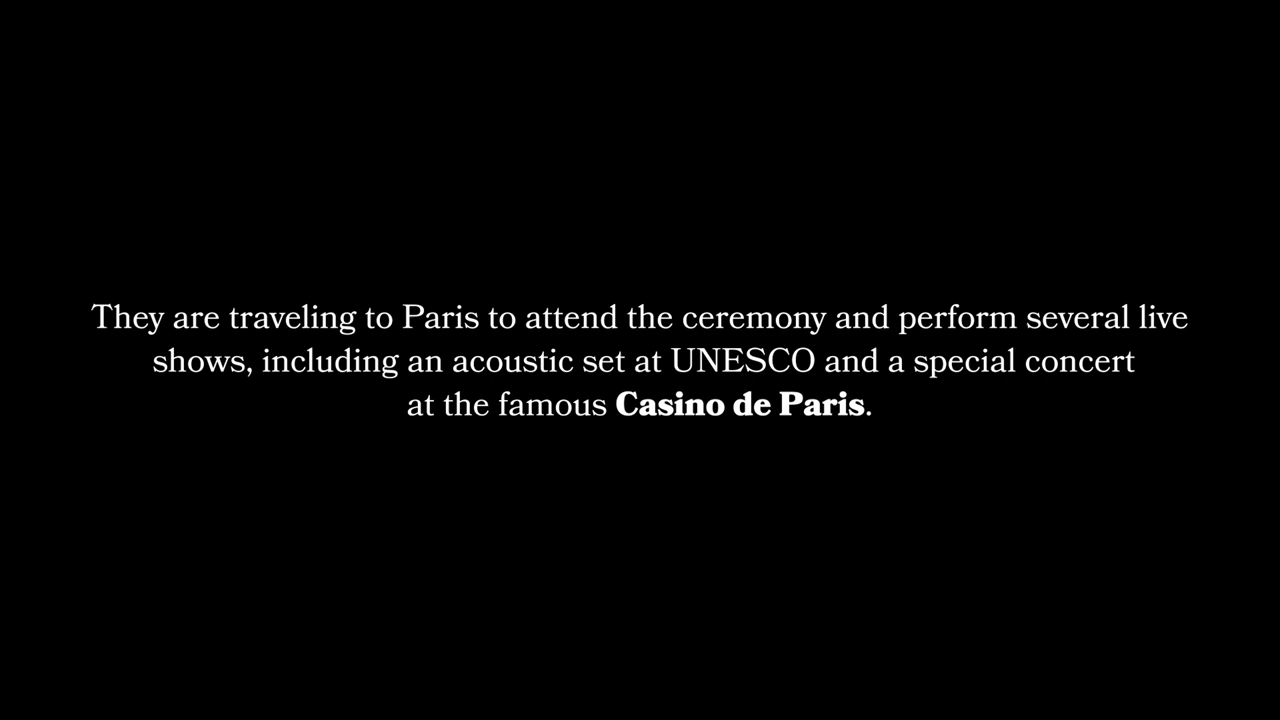 They are traveling to Paris to attend the ceremony and perform several live
shows, including an acoustic set at UNESCO and a special concert
at the famous Casino de Paris.